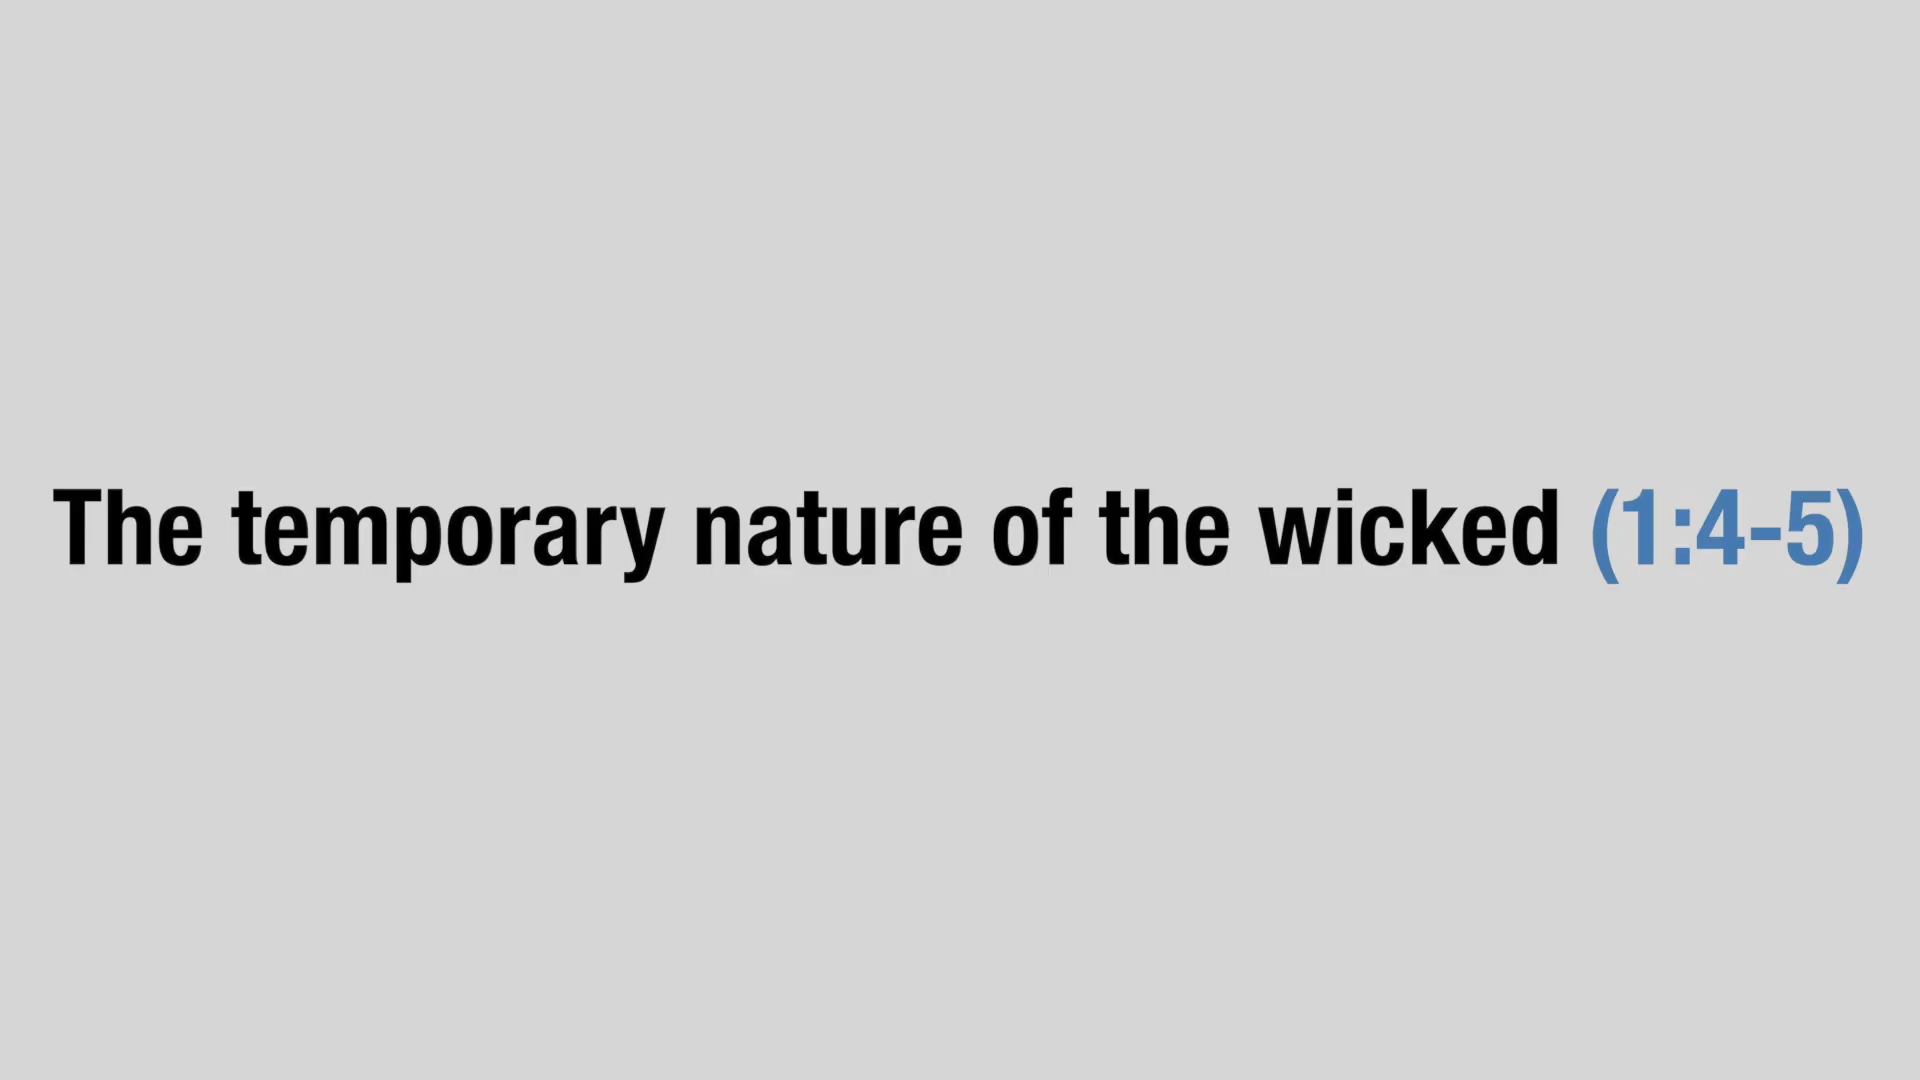 The temporary nature of the wicked (1:4-5)